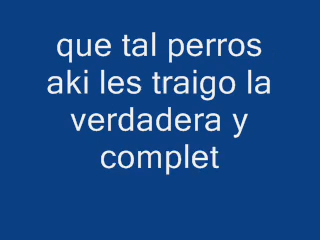 que tal perros
aki les traigo la
verdadera y
complet